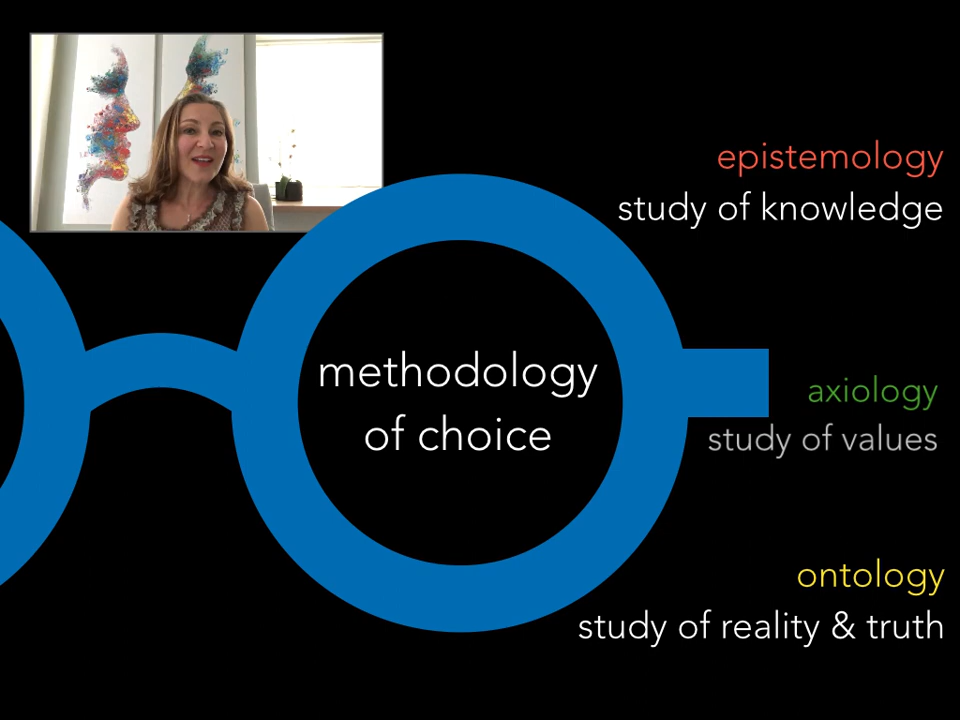 epistemology
study of knowledge
methodology
of choice
axiology
study of values
ontology
study of reality & truth